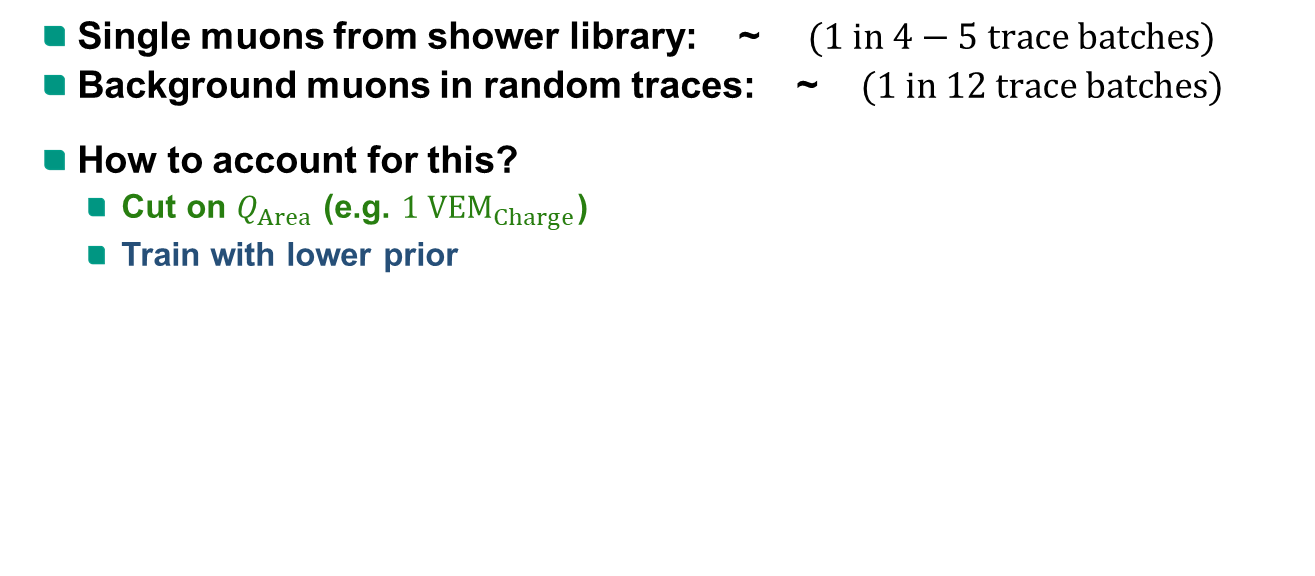 Single muons from shower library: ~ (1 in 4 – 5 trace batches)
Background muons in random traces: ~ (1 in 12 trace batches)
How to account for this?
Cut on Q_Area (e.g. 1 VEM_Charge)
Train with lower prior